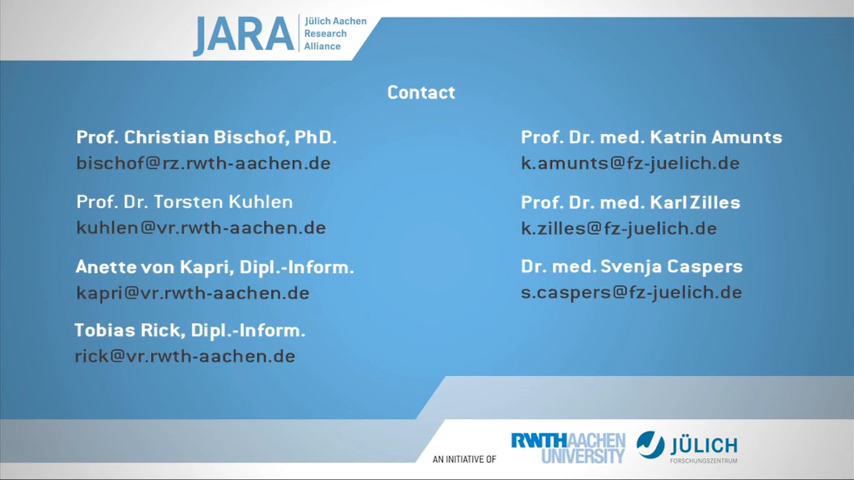 JARA
Jülich Aachen
Research
Alliance
Contact
Prof. Christian Bischof, PhD.
bischof@rz.rwth-aachen.de
Prof. Dr. Torsten Kuhlen
kuhlen@vr.rwth-aachen.de
Anette von Kapri, Dipl.-Inform.
kapri@vr.rwth-aachen.de
Tobias Rick, Dipl.-Inform.
rick@vr.rwth-aachen.de
Prof. Dr. med. Katrin Amunts
k.amunts@fz-juelich.de
Prof. Dr. med. Karl Zilles
k.zilles@fz-juelich.de
Dr. med. Svenja Caspers
s.caspers@fz-juelich.de
AN INITIATIVE OF
RWTHAACHEN
UNIVERSITY
JÜLICH
FORSCHUNGSZENTRUM